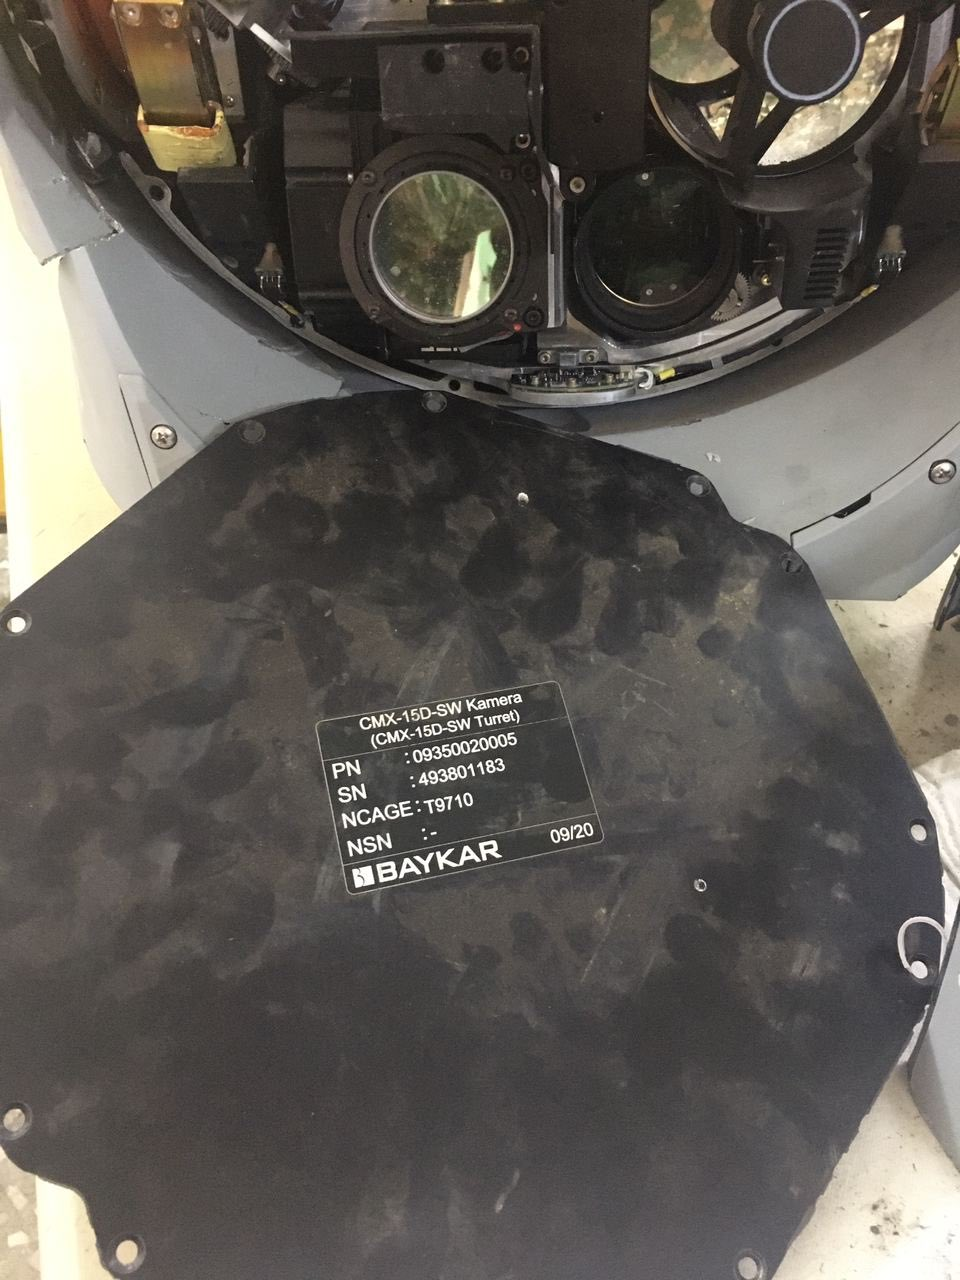 CMX-15D-SW Kamera
(CMX-15D-SW Turret)
PN : 09350020005
SN : 493801183
NCAGE : T9710
NSN : -
BAYKAR 09/20